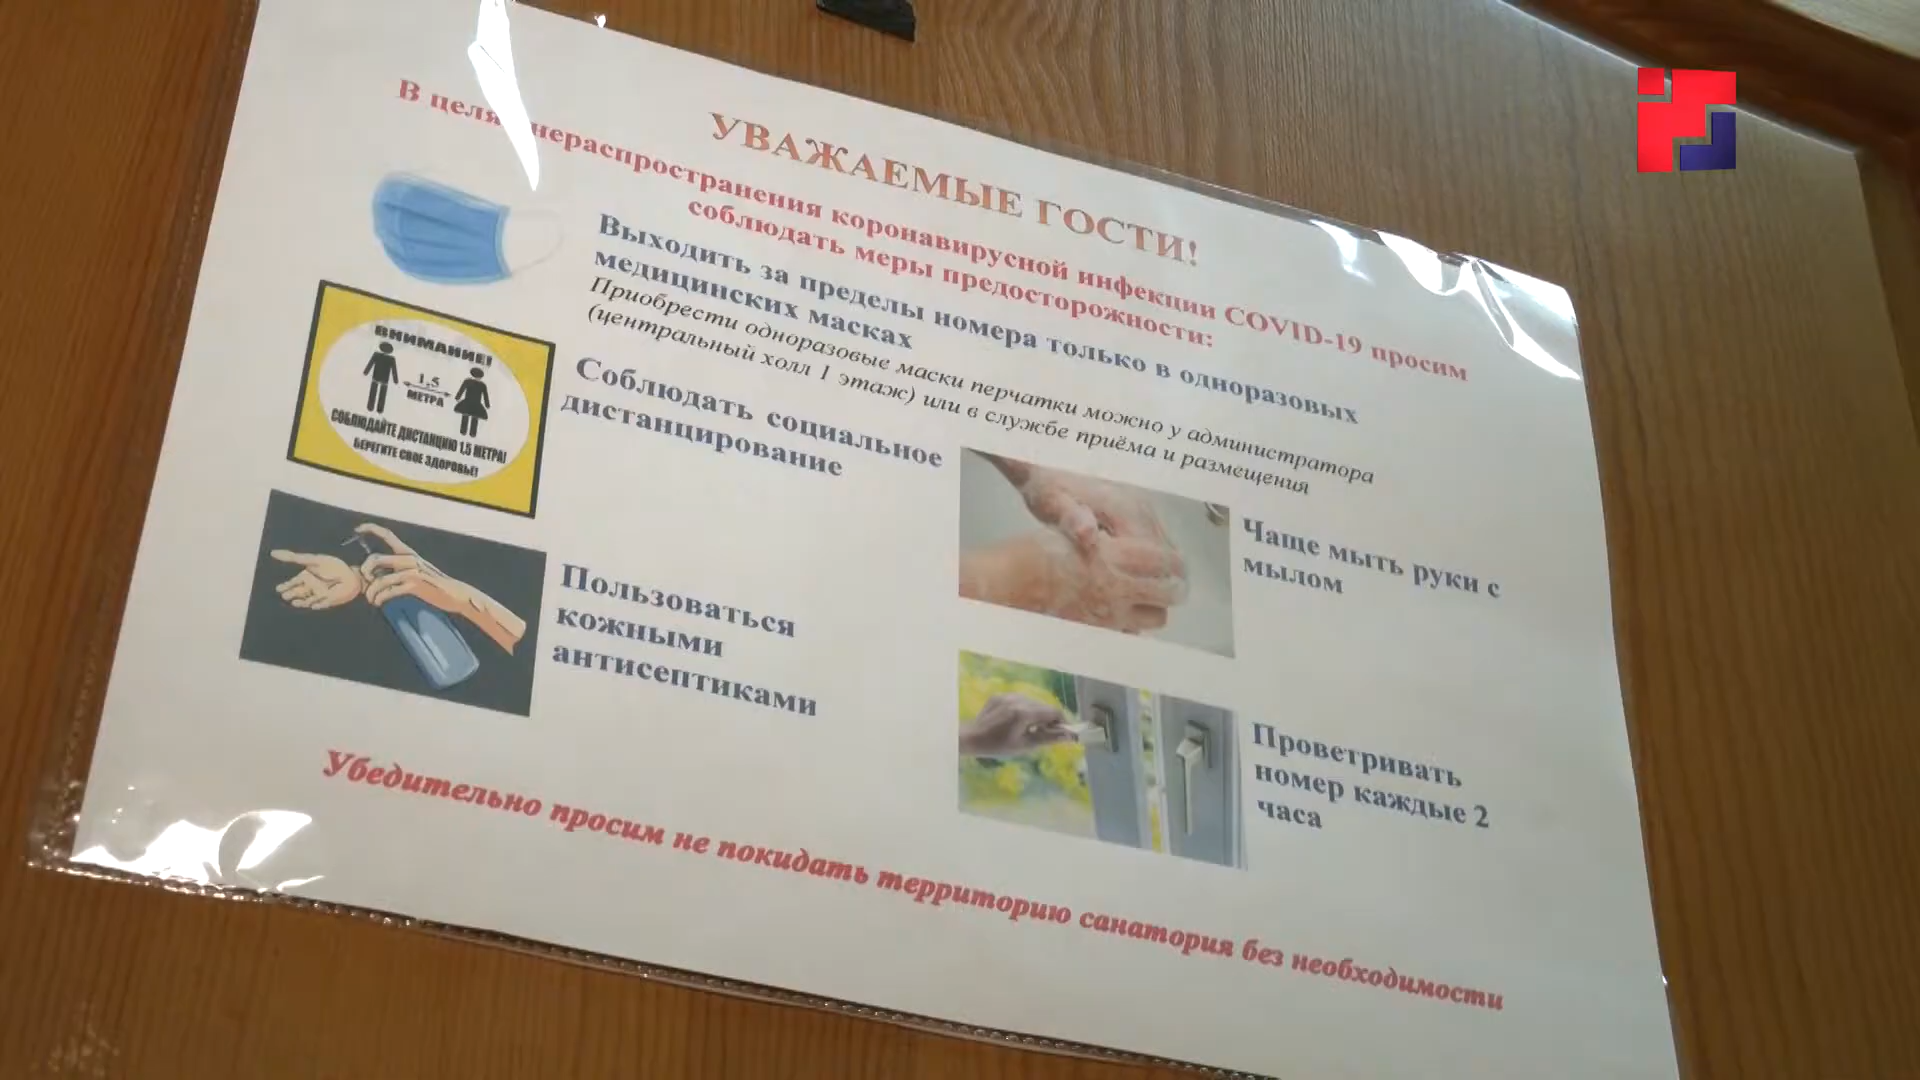 УВАЖАЕМЫЕ ГОСТИ!
В целях нераспространения коронавирусной инфекции COVID-19 просим
соблюдать меры предосторожности:
Выходить за пределы номера только в одноразовых
медицинских масках
Приобрести одноразовые маски перчатки можно у администратора
(центральный холл 1 этаж) или в службе приёма и размещения
ВНИМАНИЕ!
1,5
МЕТРА
СОБЛЮДАЙТЕ ДИСТАНЦИЮ 1,5 МЕТРА!
БЕРЕГИТЕ СВОЕ ЗДОРОВЬЕ!
Соблюдать социальное
дистанцирование
Чаще мыть руки с
мылом
Пользоваться
кожными
антисептиками
Проветривать
номер каждые 2
часа
Убедительно просим не покидать территорию санатория без необходимости